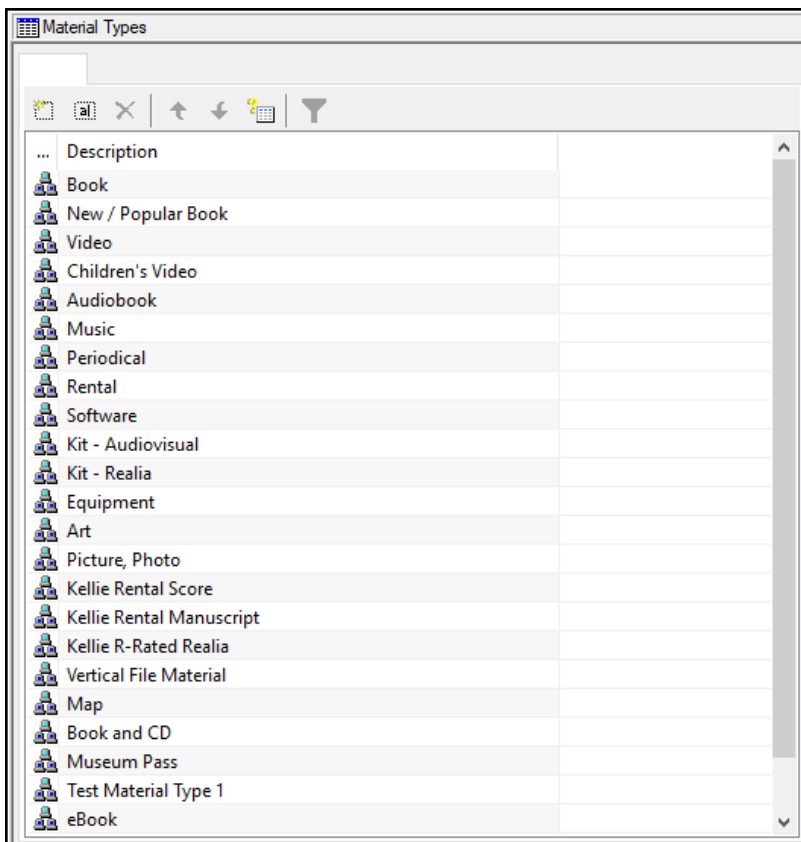 Material Types
... Description
Book
New / Popular Book
Video
Children's Video
Audiobook
Music
Periodical
Rental
Software
Kit - Audiovisual
Kit - Realia
Equipment
Art
Picture, Photo
Kellie Rental Score
Kellie Rental Manuscript
Kellie R-Rated Realia
Vertical File Material
Map
Book and CD
Museum Pass
Test Material Type 1
eBook